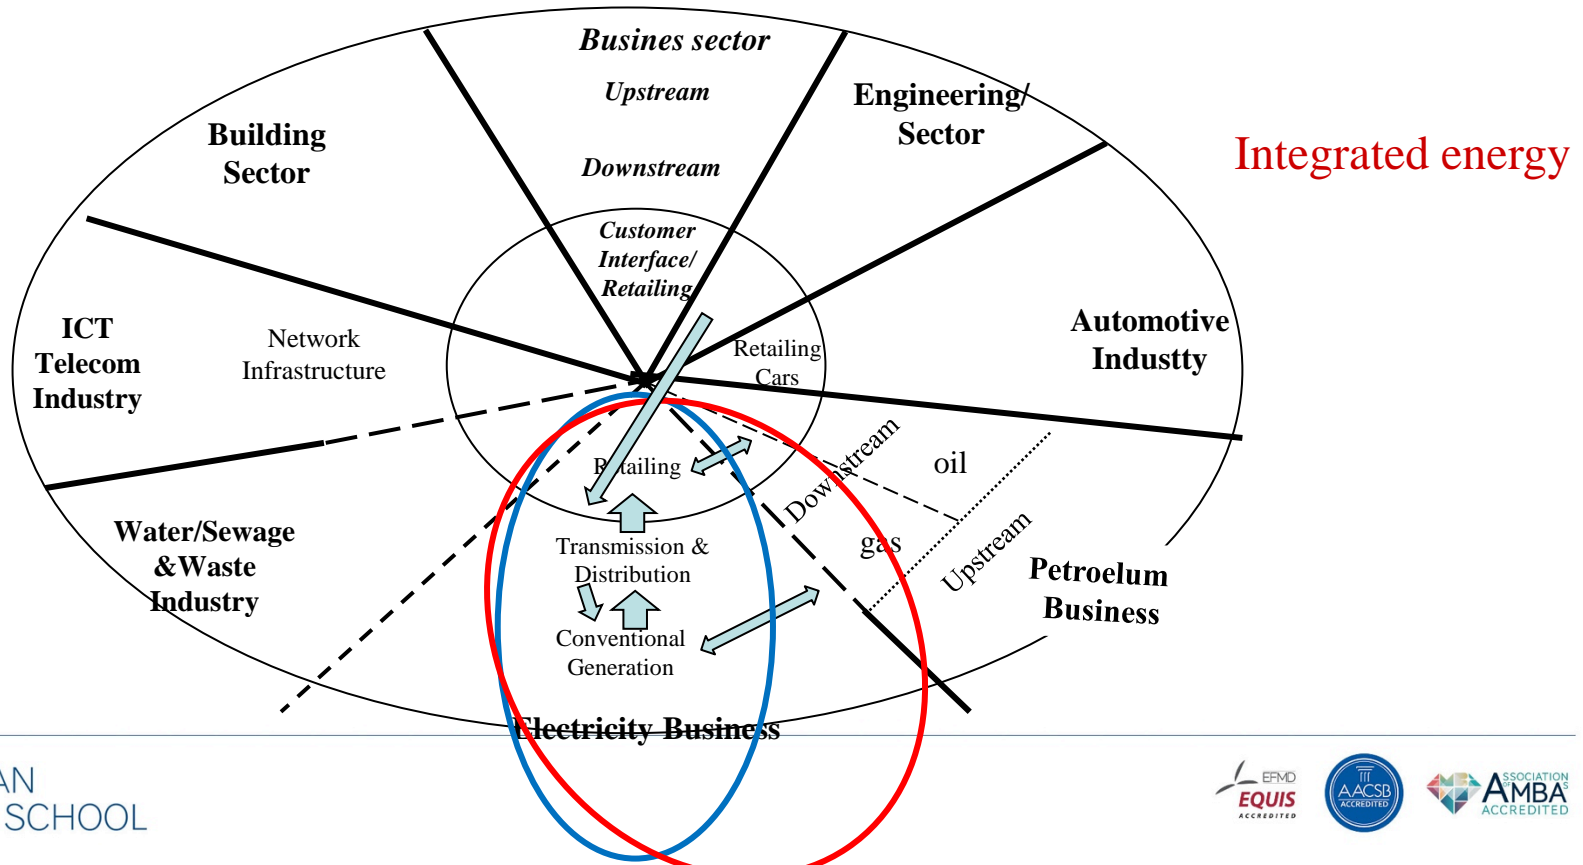 Busines sector
Upstream
Downstream
Customer
Interface/
Retailing
Engineering/
Sector
Integrated energy
Building
Sector
ICT
Telecom
Industry
Network
Infrastructure
Retailing
Cars
Automotive
Industty
Retailing
Downstream
oil
gas
Upstream
Petroelum
Business
Water/Sewage
&Waste
Industry
Transmission &
Distribution
Conventional
Generation
Electricity Business
AN
SCHOOL
EFMD
EQUIS
ACCREDITED
AACSB
ACCREDITED
ASSOCIATION
OF
AMBA'S
ACCREDITED